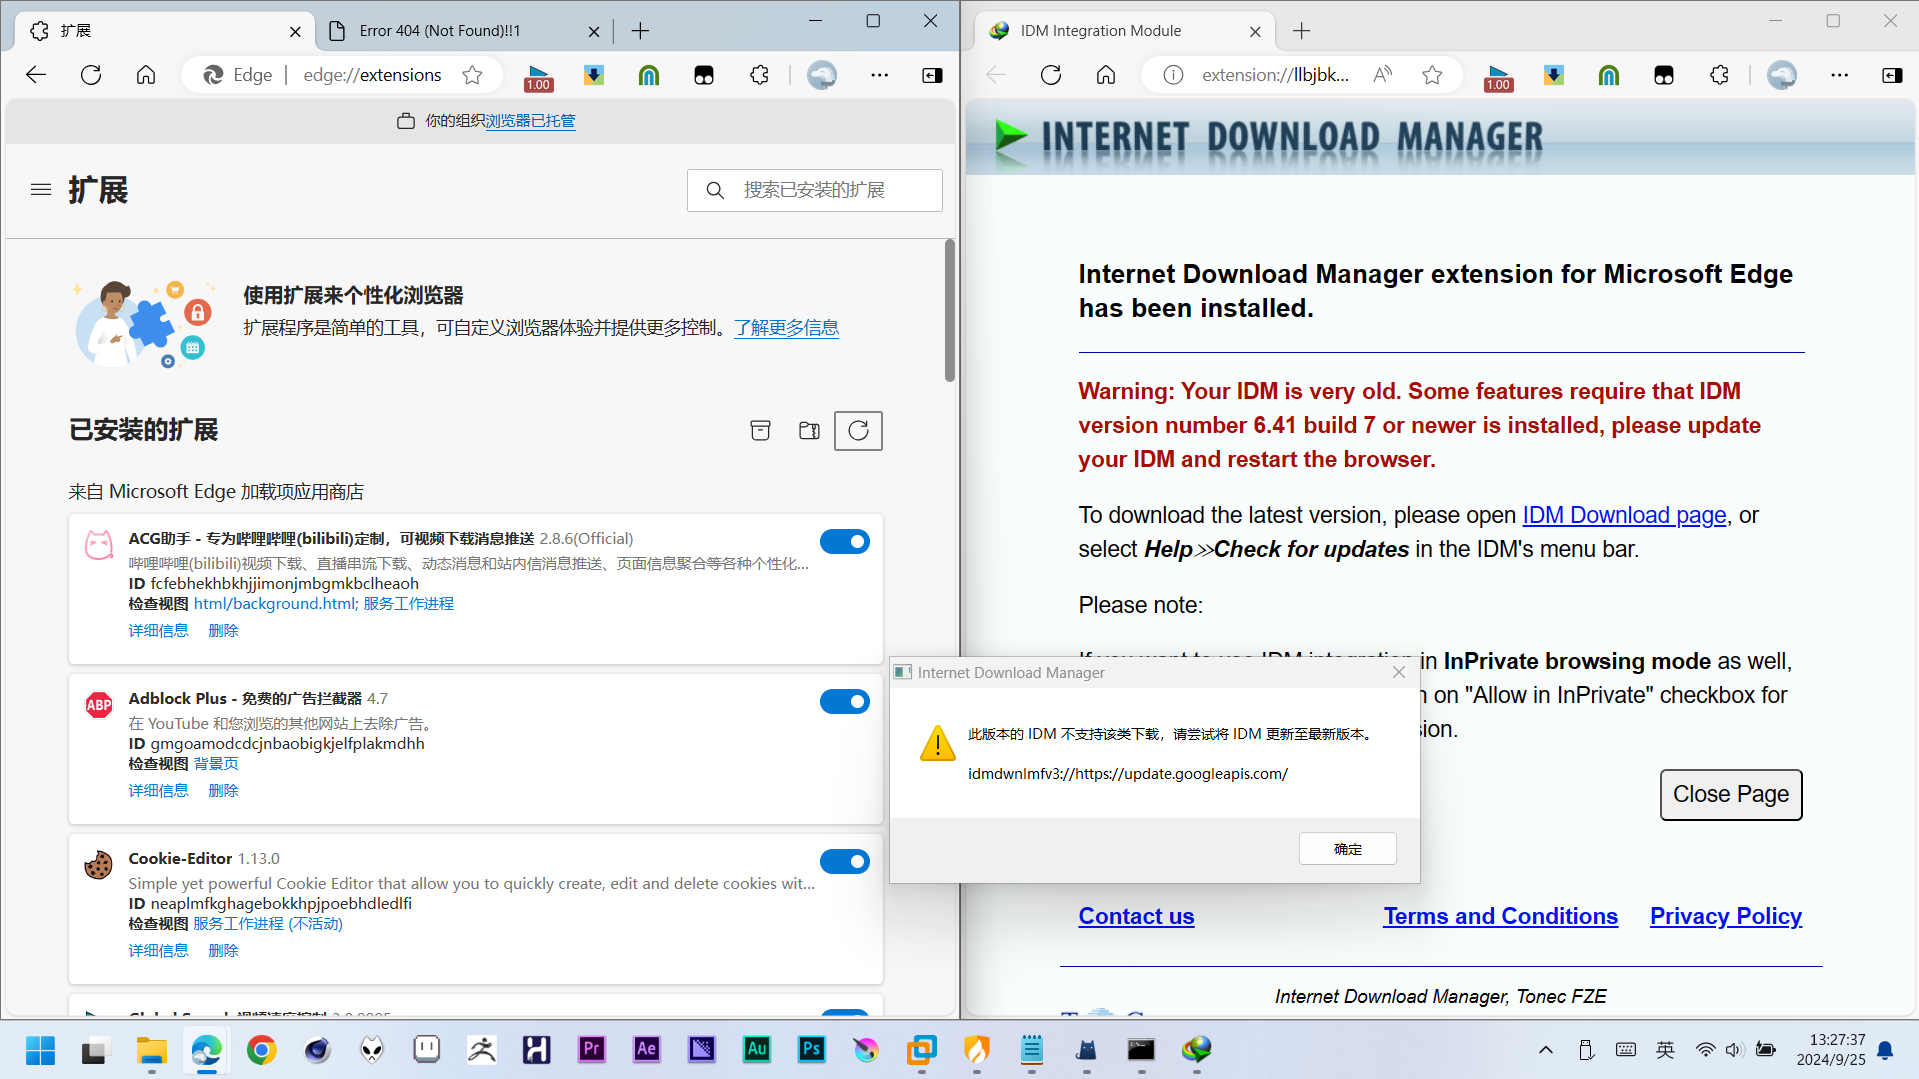 扩展
Error 404 (Not Found)!!1
Edge
edge://extensions
1.00
你的组织浏览器已托管
扩展
搜索已安装的扩展
使用扩展来个性化浏览器
扩展程序是简单的工具，可自定义浏览器体验并提供更多控制。了解更多信息
已安装的扩展
来自 Microsoft Edge 加载项应用商店
ACG助手 - 专为哔哩哔哩(bilibili)定制，可视频下载消息推送 2.8.6(Official)
哔哩哔哩(bilibili)视频下载、直播串流下载、动态消息和站内信消息推送、页面信息聚合等各种个性化...
ID fcfebhekhbkhjjimonjmbgmkbclheaoh
检查视图 html/background.html; 服务工作进程
详细信息 删除
ABP
Adblock Plus - 免费的广告拦截器 4.7
在 YouTube 和您浏览的其他网站上去除广告。
ID gmgoamodcdcjnbaobigkjelfplakmdhh
检查视图 背景页
详细信息 删除
Cookie-Editor 1.13.0
Simple yet powerful Cookie Editor that allow you to quickly create, edit and delete cookies wit...
ID neaplmfkghagebokkhpjpoebhdledlfi
检查视图 服务工作进程 (不活动)
详细信息 删除
IDM Integration Module
extension://llbjbk...
1.00
INTERNET DOWNLOAD MANAGER
Internet Download Manager extension for Microsoft Edge
has been installed.
Warning: Your IDM is very old. Some features require that IDM
version number 6.41 build 7 or newer is installed, please update
your IDM and restart the browser.
To download the latest version, please open IDM Download page, or
select Help≫Check for updates in the IDM's menu bar.
Please note:
in InPrivate browsing mode as well,
on "Allow in InPrivate" checkbox for
Close Page
Contact us
Terms and Conditions
Privacy Policy
Internet Download Manager, Tonec FZE
Internet Download Manager
此版本的 IDM 不支持该类下载，请尝试将 IDM 更新至最新版本。
idmdwnlmfv3://https://update.googleapis.com/
确定
Pr
Ae
Au
Ps
英
13:27:37
2024/9/25